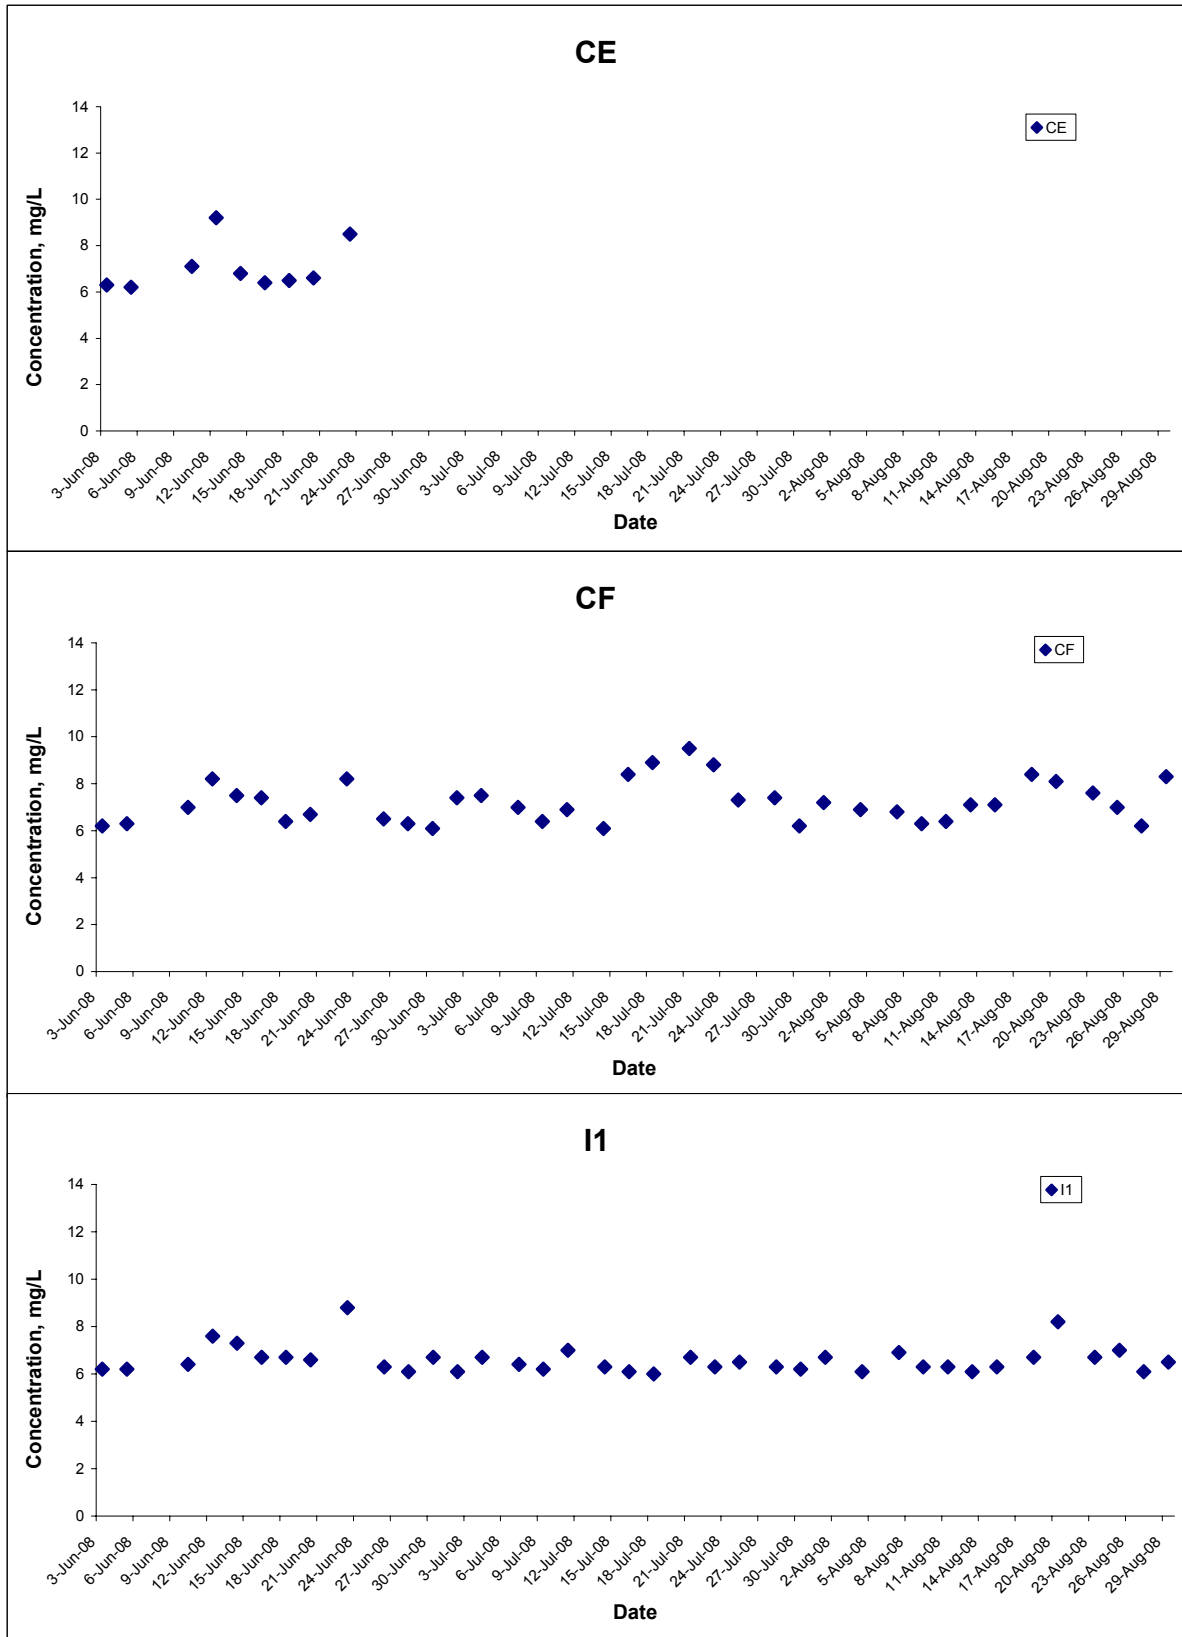 CE
CE
14
12
10
8
6
4
2
0
Concentration, mg/L
3-Jun-08 6-Jun-08 9-Jun-08 12-Jun-08 15-Jun-08 18-Jun-08 21-Jun-08 24-Jun-08 27-Jun-08 30-Jun-08 3-Jul-08 6-Jul-08 9-Jul-08 12-Jul-08 15-Jul-08 18-Jul-08 21-Jul-08 24-Jul-08 27-Jul-08 30-Jul-08 2-Aug-08 5-Aug-08 8-Aug-08 11-Aug-08 14-Aug-08 17-Aug-08 20-Aug-08 23-Aug-08 26-Aug-08 29-Aug-08
Date
CF
CF
14
12
10
8
6
4
2
0
Concentration, mg/L
3-Jun-08 6-Jun-08 9-Jun-08 12-Jun-08 15-Jun-08 18-Jun-08 21-Jun-08 24-Jun-08 27-Jun-08 30-Jun-08 3-Jul-08 6-Jul-08 9-Jul-08 12-Jul-08 15-Jul-08 18-Jul-08 21-Jul-08 24-Jul-08 27-Jul-08 30-Jul-08 2-Aug-08 5-Aug-08 8-Aug-08 11-Aug-08 14-Aug-08 17-Aug-08 20-Aug-08 23-Aug-08 26-Aug-08 29-Aug-08
Date
I1
I1
14
12
10
8
6
4
2
0
Concentration, mg/L
3-Jun-08 6-Jun-08 9-Jun-08 12-Jun-08 15-Jun-08 18-Jun-08 21-Jun-08 24-Jun-08 27-Jun-08 30-Jun-08 3-Jul-08 6-Jul-08 9-Jul-08 12-Jul-08 15-Jul-08 18-Jul-08 21-Jul-08 24-Jul-08 27-Jul-08 30-Jul-08 2-Aug-08 5-Aug-08 8-Aug-08 11-Aug-08 14-Aug-08 17-Aug-08 20-Aug-08 23-Aug-08 26-Aug-08 29-Aug-08
Date